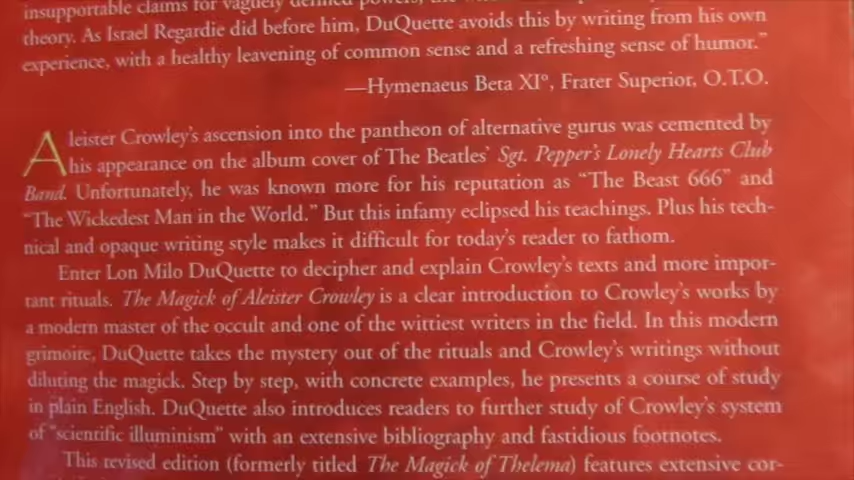 insupportable claims for vaguely defined powers, the
theory. As Israel Regardie did before him, DuQuette avoids this by writing from his own
experience, with a healthy leavening of common sense and a refreshing sense of humor.”
—Hymenaeus Beta XI°, Frater Superior, O.T.O.
Aleister Crowley’s ascension into the pantheon of alternative gurus was cemented by
his appearance on the album cover of The Beatles’ Sgt. Pepper’s Lonely Hearts Club
Band. Unfortunately, he was known more for his reputation as “The Beast 666” and
“The Wickedest Man in the World.” But this infamy eclipsed his teachings. Plus his tech-
nical and opaque writing style makes it difficult for today’s reader to fathom.
Enter Lon Milo DuQuette to decipher and explain Crowley’s texts and more impor-
tant rituals. The Magick of Aleister Crowley is a clear introduction to Crowley’s works by
a modern master of the occult and one of the wittiest writers in the field. In this modern
grimoire, DuQuette takes the mystery out of the rituals and Crowley’s writings without
diluting the magick. Step by step, with concrete examples, he presents a course of study
in plain English. DuQuette also introduces readers to further study of Crowley’s system
of “scientific illuminism” with an extensive bibliography and fastidious footnotes.
This revised edition (formerly titled The Magick of Thelema) features extensive cor-